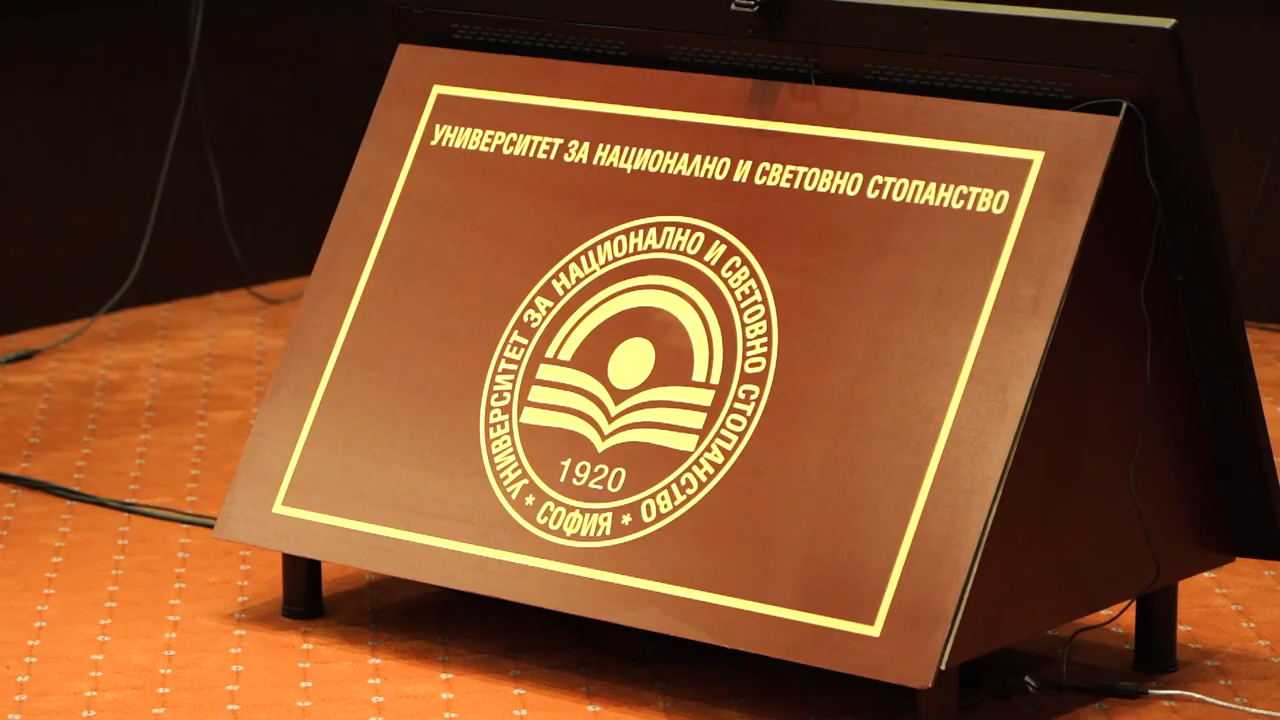 УНИВЕРСИТЕТ ЗА НАЦИОНАЛНО И СВЕТОВНО СТОПАНСТВО
УНИВЕРСИТЕТ ЗА НАЦИОНАЛНО И СВЕТОВНО СТОПАНСТВО
1920
* СОФИЯ *